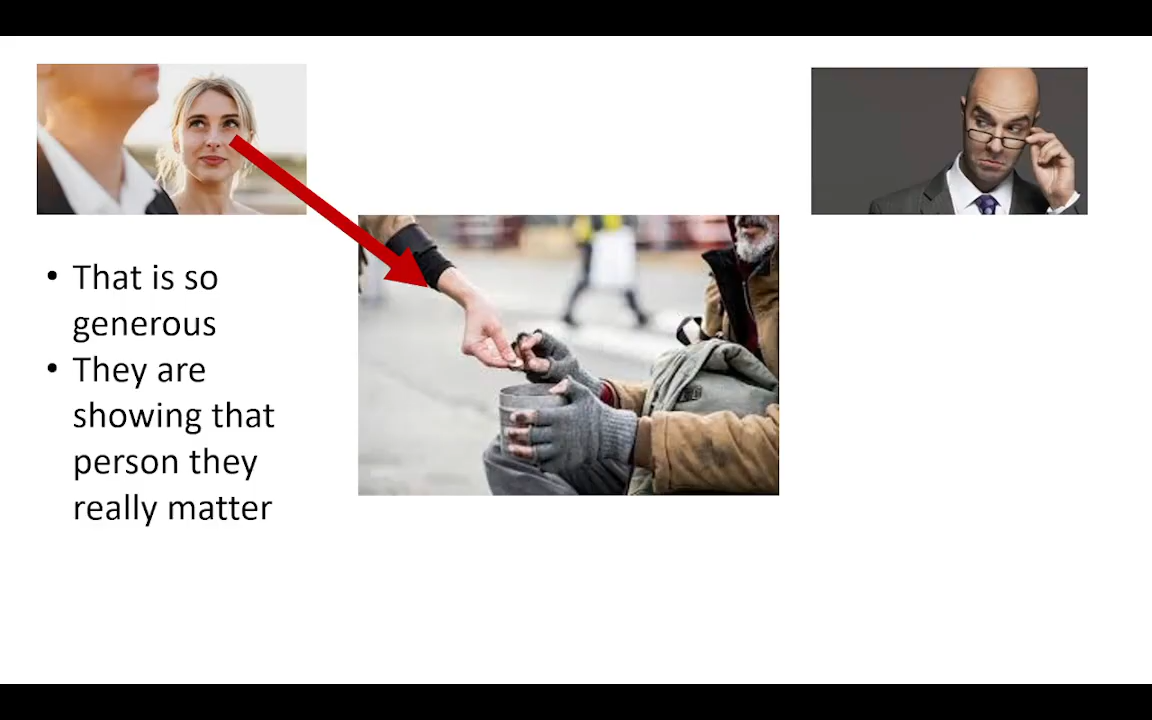 • That is so
generous
• They are
showing that
person they
really matter